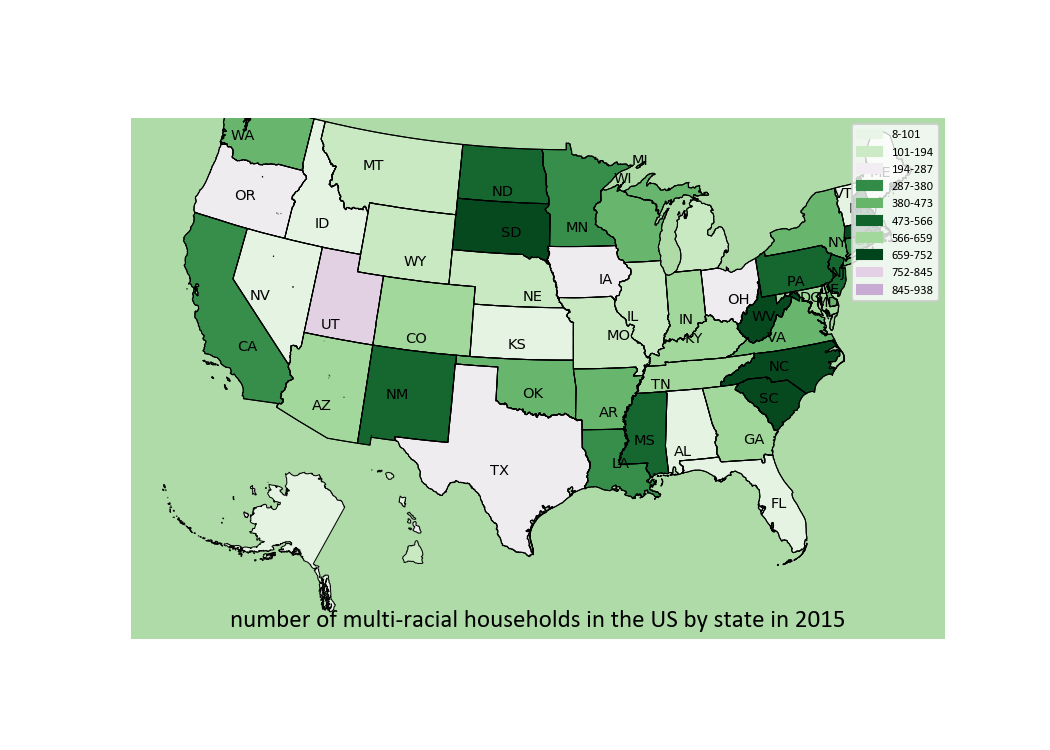 WA
MT
ND
MN
MI
WI
OR
ID
SD
WY
NE
IA
NV
UT
CO
KS
MO
IL
IN
OH
PA
NY
VT
ME
NJ
DE
DC
MD
WV
VA
KY
CA
AZ
NM
OK
AR
TN
NC
SC
MS
AL
GA
LA
TX
FL
8-101
101-194
194-287
287-380
380-473
473-566
566-659
659-752
752-845
845-938
number of multi-racial households in the US by state in 2015